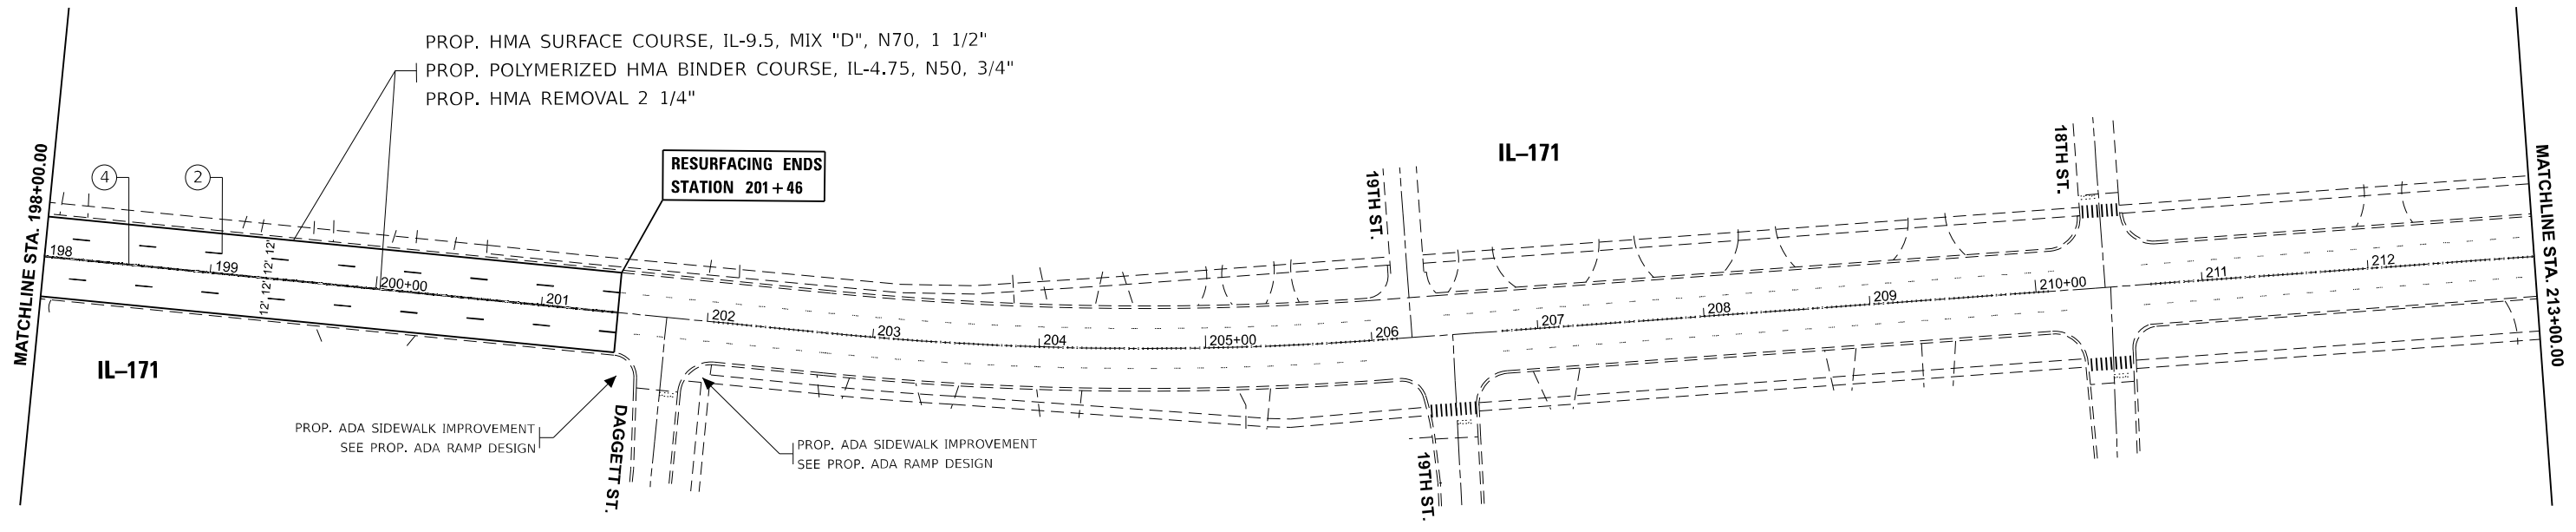 PROP. HMA SURFACE COURSE, IL-9.5, MIX "D", N70, 1 1/2"
PROP. POLYMERIZED HMA BINDER COURSE, IL-4.75, N50, 3/4"
PROP. HMA REMOVAL 2 1/4"
MATCHLINE STA. 198+00.00
4
2
RESURFACING ENDS
STATION 201+46
IL-171
19TH ST.
18TH ST.
MATCHLINE STA. 213+00.00
198
199
12' 12' 12' 12'
200+00
201
202
203
204
205+00
206
207
208
209
210+00
211
212
IL-171
PROP. ADA SIDEWALK IMPROVEMENT
SEE PROP. ADA RAMP DESIGN
DAGGETT ST.
PROP. ADA SIDEWALK IMPROVEMENT
SEE PROP. ADA RAMP DESIGN
19TH ST.